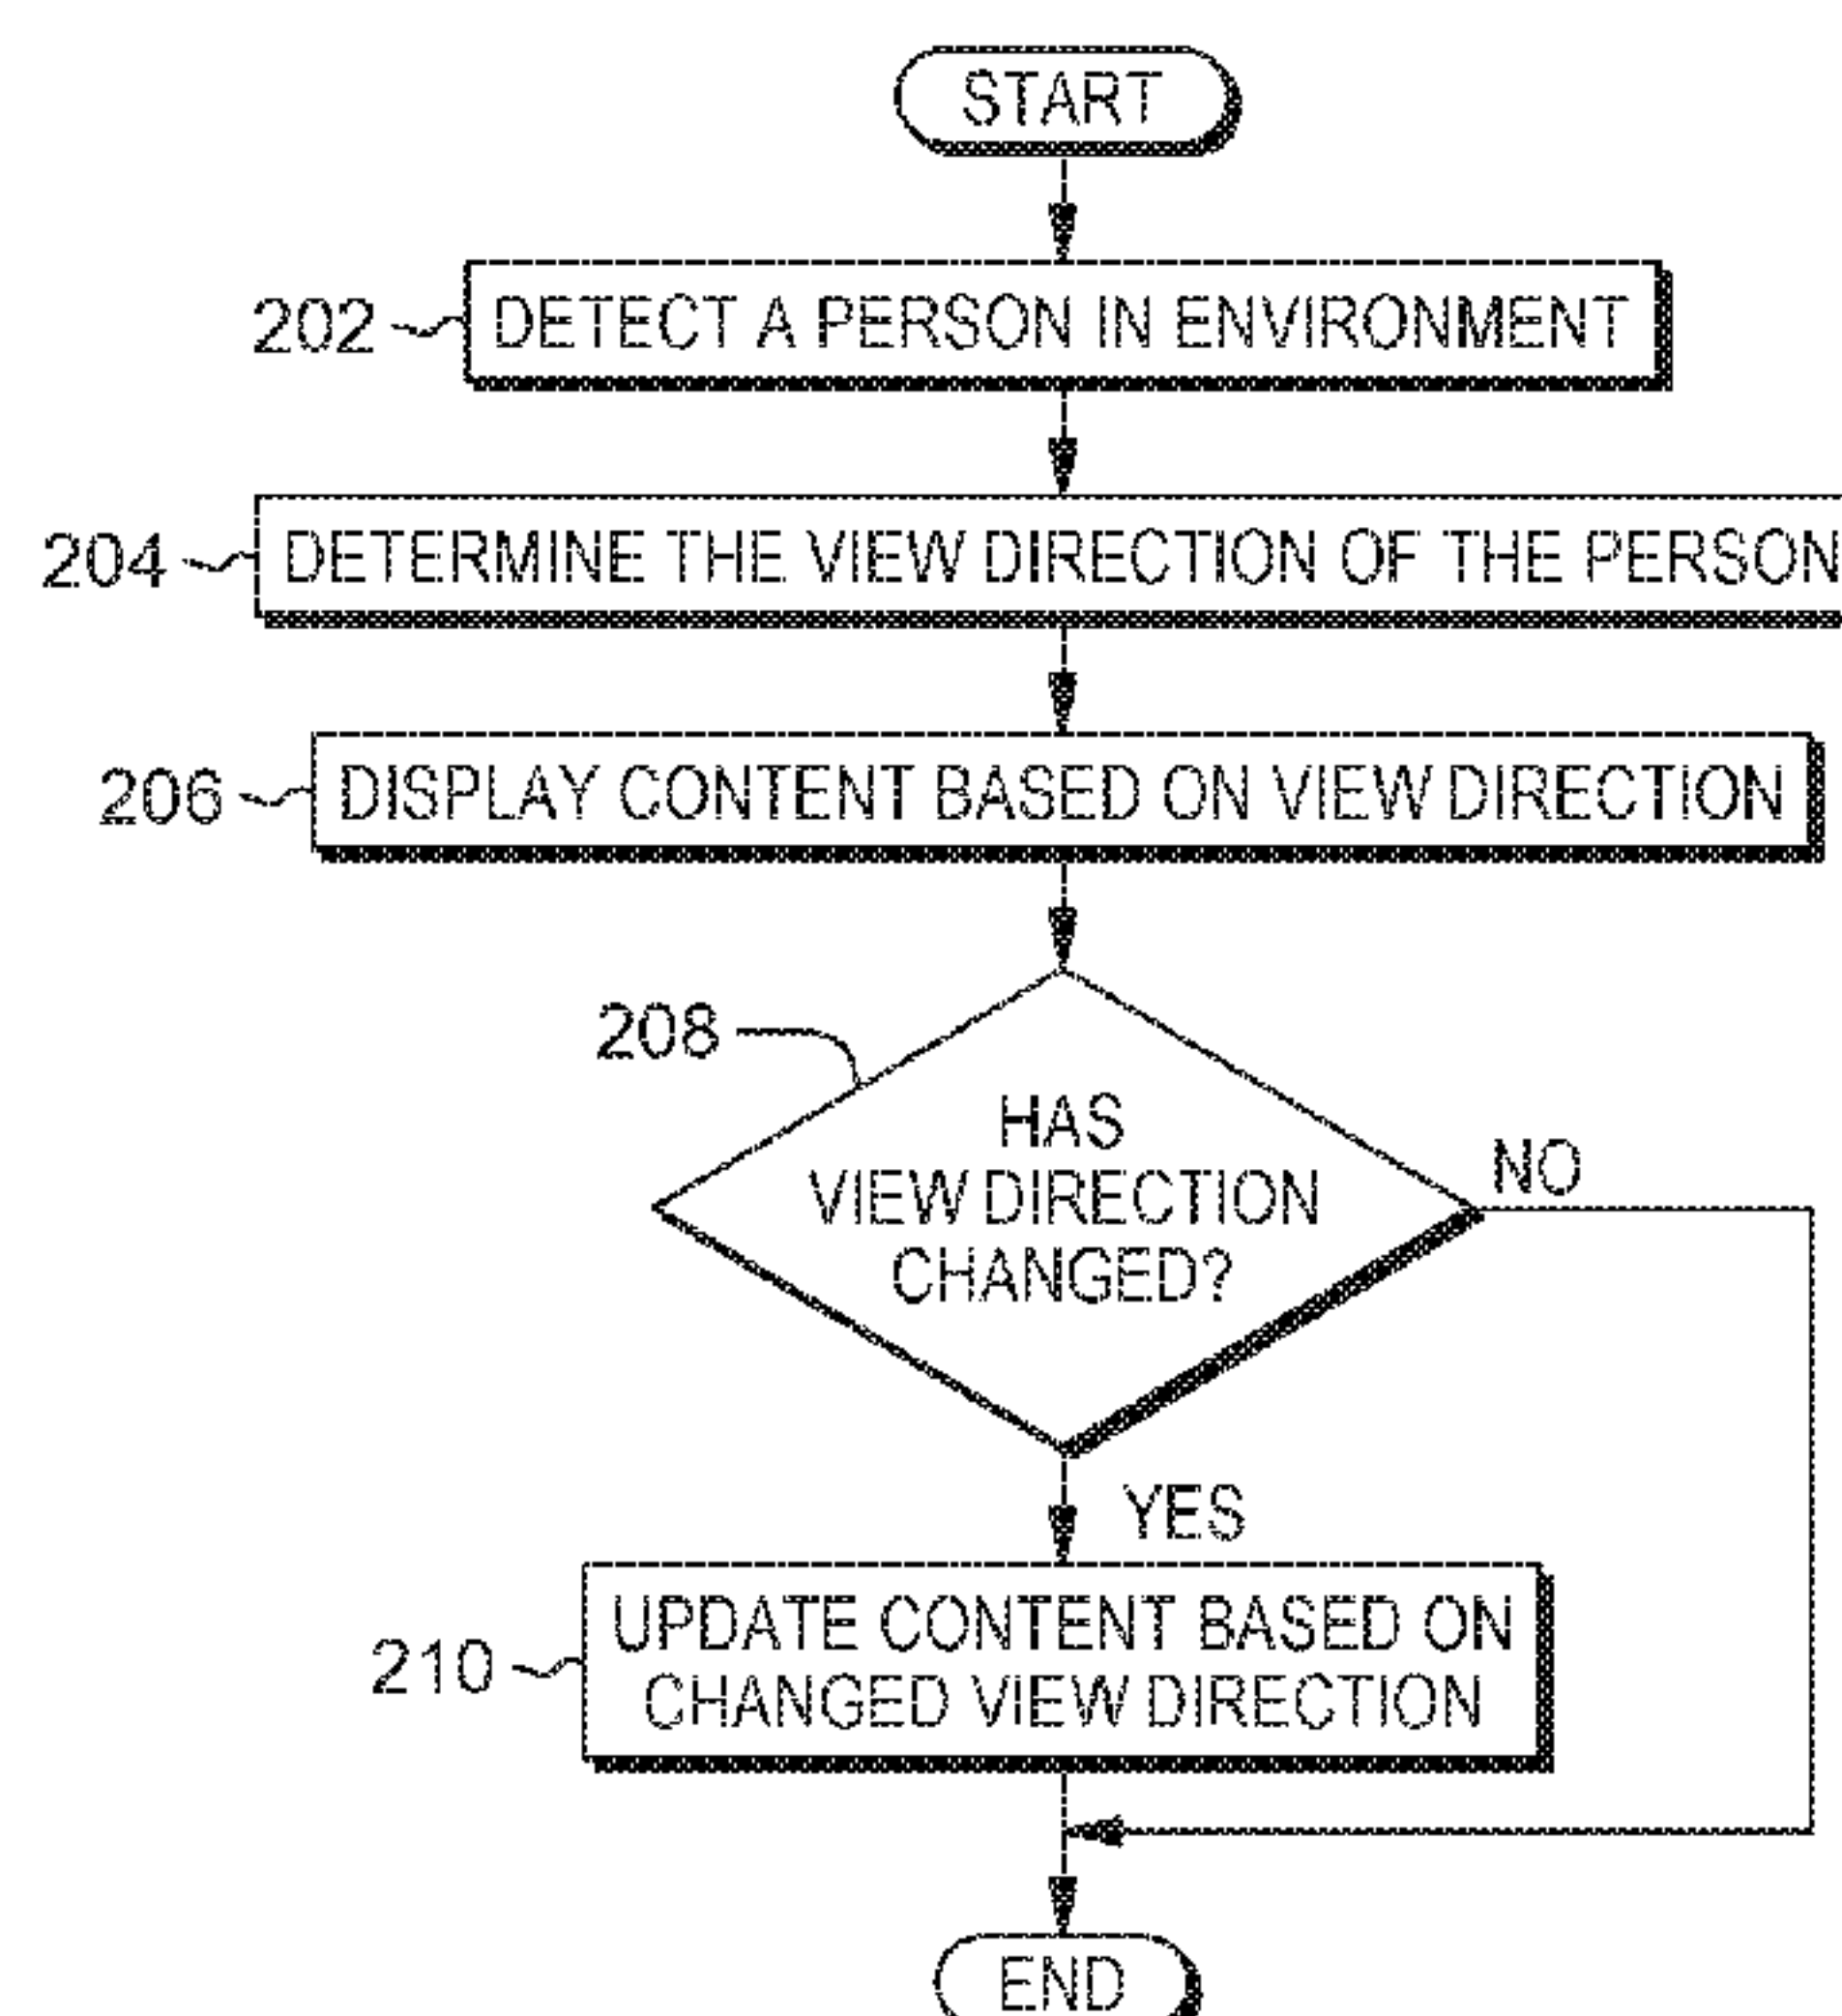 START
202
DETECT A PERSON IN ENVIRONMENT
204
DETERMINE THE VIEW DIRECTION OF THE PERSON
206
DISPLAY CONTENT BASED ON VIEW DIRECTION
208
HAS
VIEW DIRECTION
CHANGED?
NO
YES
210
UPDATE CONTENT BASED ON
CHANGED VIEW DIRECTION
END